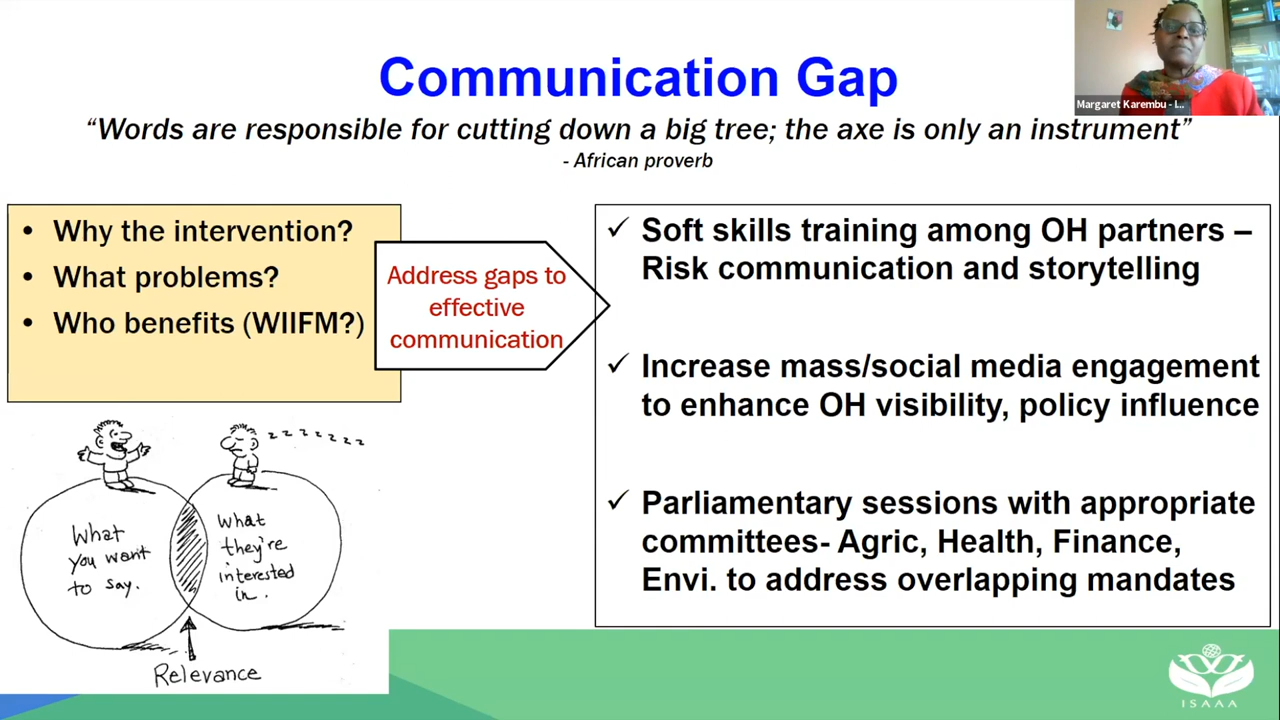 Communication Gap
“Words are responsible for cutting down a big tree; the axe is only an instrument”
- African proverb
Margaret Karembu - I...
• Why the intervention?
• What problems?
• Who benefits (WIIFM?)
Address gaps to
effective
communication
✓ Soft skills training among OH partners –
Risk communication and storytelling
✓ Increase mass/social media engagement
to enhance OH visibility, policy influence
✓ Parliamentary sessions with appropriate
committees- Agric, Health, Finance,
Envi. to address overlapping mandates
z z z z z z z
What
you want
to say.
What
they're
interested
in.
Relevance
ISAAA